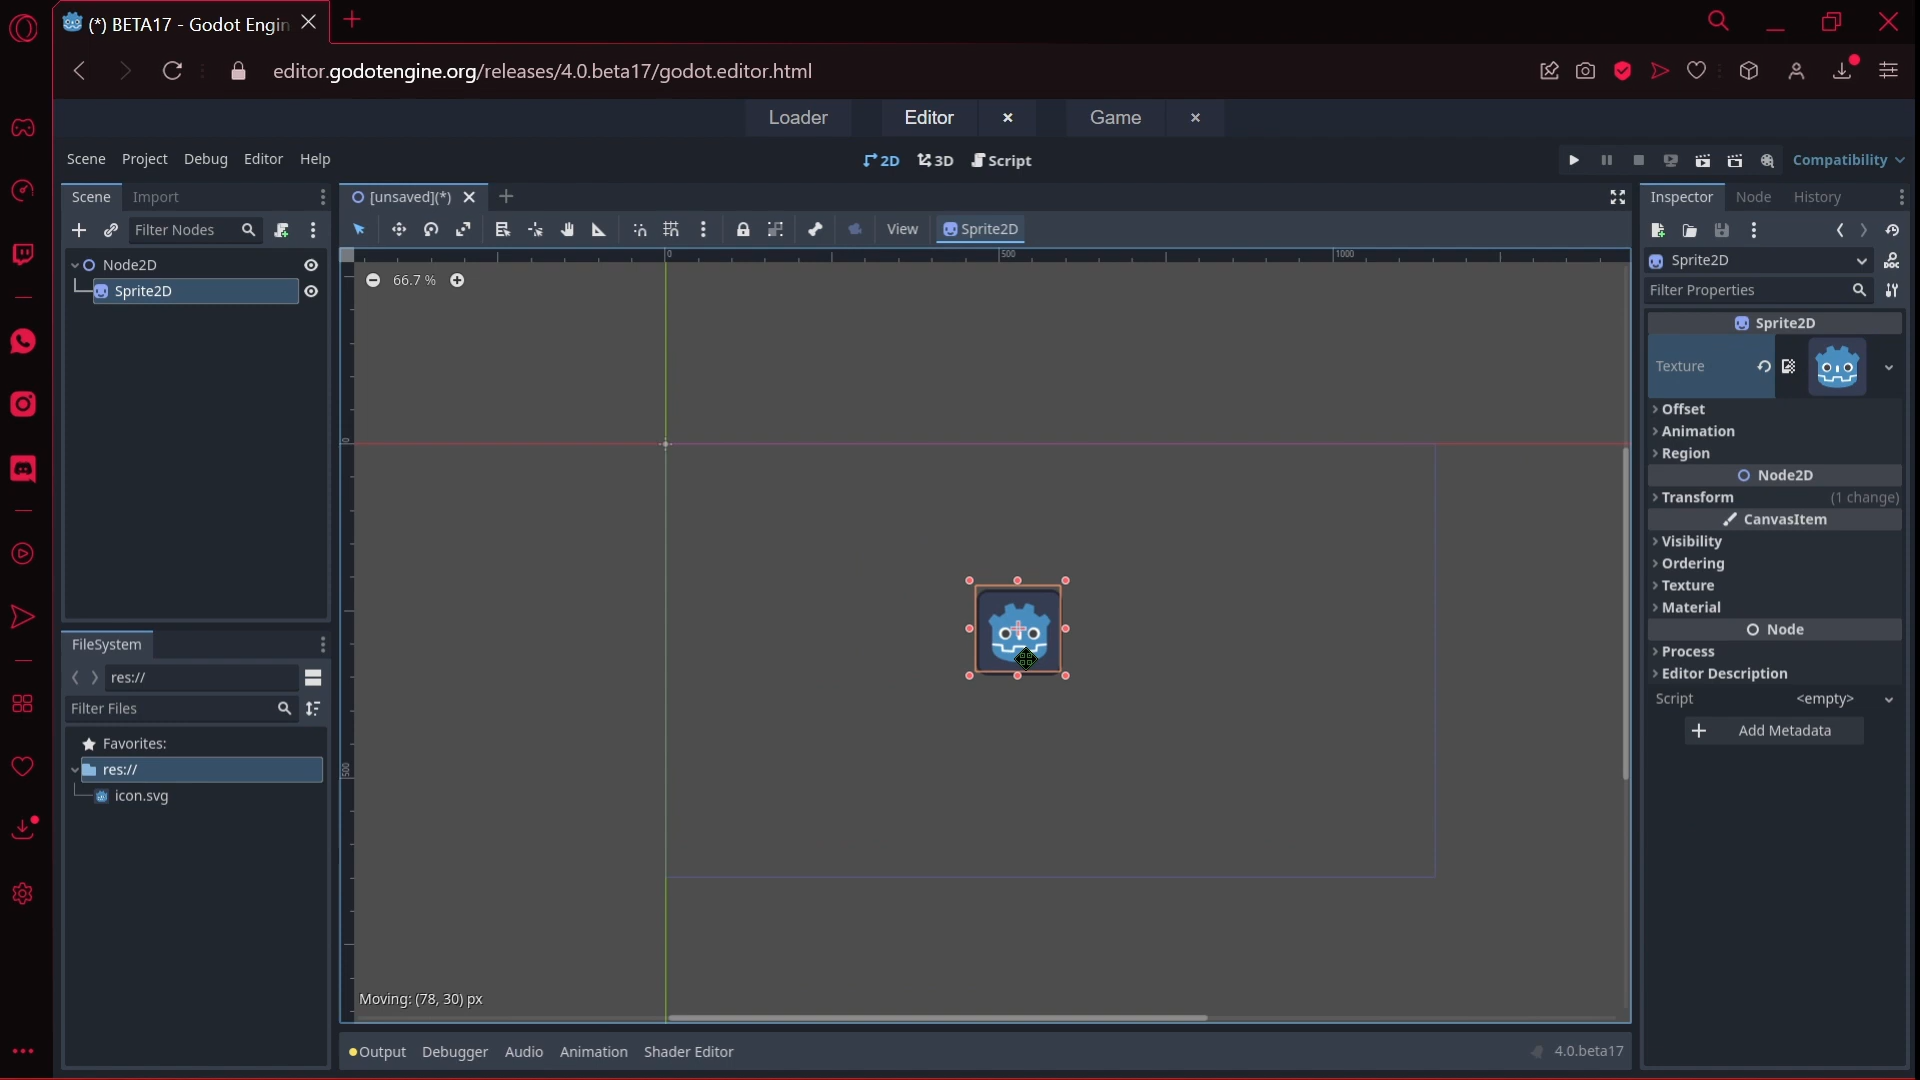 (*) BETA17 - Godot Engin
editor.godotengine.org/releases/4.0.beta17/godot.editor.html
Loader
Editor
Game
Scene Project Debug Editor Help
2D 3D Script
Compatibility
Scene Import
[unsaved](*)
Inspector Node History
Filter Nodes
View
Sprite2D
Sprite2D
Filter Properties
Node2D
Sprite2D
0 500 1000
66.7 %
0
500
Sprite2D
Texture
Offset
Animation
Region
Node2D
Transform (1 change)
CanvasItem
Visibility
Ordering
Texture
Material
Node
Process
Editor Description
Script <empty>
Add Metadata
FileSystem
res://
Filter Files
Favorites:
res://
icon.svg
Moving: (78, 30) px
Output Debugger Audio Animation Shader Editor
4.0.beta17